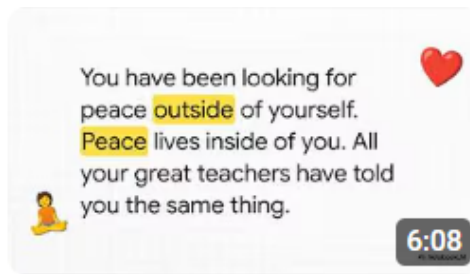 You have been looking for
peace outside of yourself.
Peace lives inside of you. All
your great teachers have told
you the same thing.
6:08